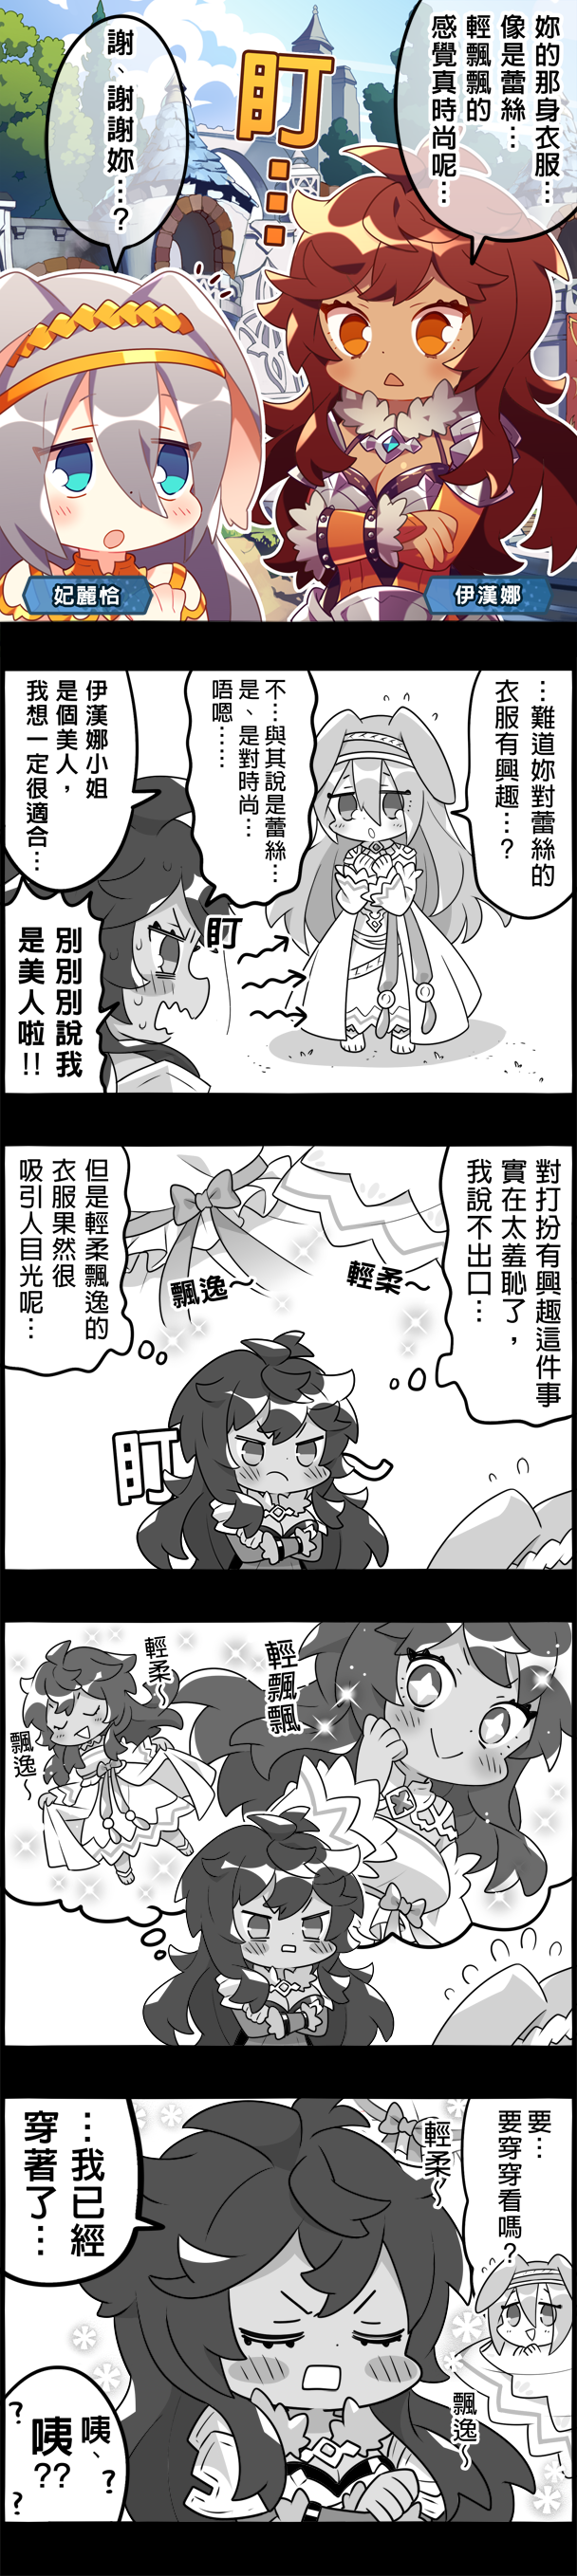 妳的那身衣服…
像是蕾絲…
輕飄飄的
感覺真時尚呢…
盯…
謝、謝謝妳…?
妃麗恰
伊漢娜
…難道妳對蕾絲的
衣服有興趣…?
不…與其說是蕾絲…
是、是對時尚…
唔嗯……
盯
伊漢娜小姐
是個美人，
我想一定很適合…
別別別說我
是美人啦!!
對打扮有興趣這件事
實在太羞恥了，
我說不出口…
輕柔~
飄逸~
但是輕柔飄逸的
衣服果然很
吸引人目光呢…
盯~
輕飄飄
輕柔~
飄逸~
要…
要穿穿看嗎?
輕柔~
飄逸~
…我已經
穿著了…
咦、
咦??
?
?
?